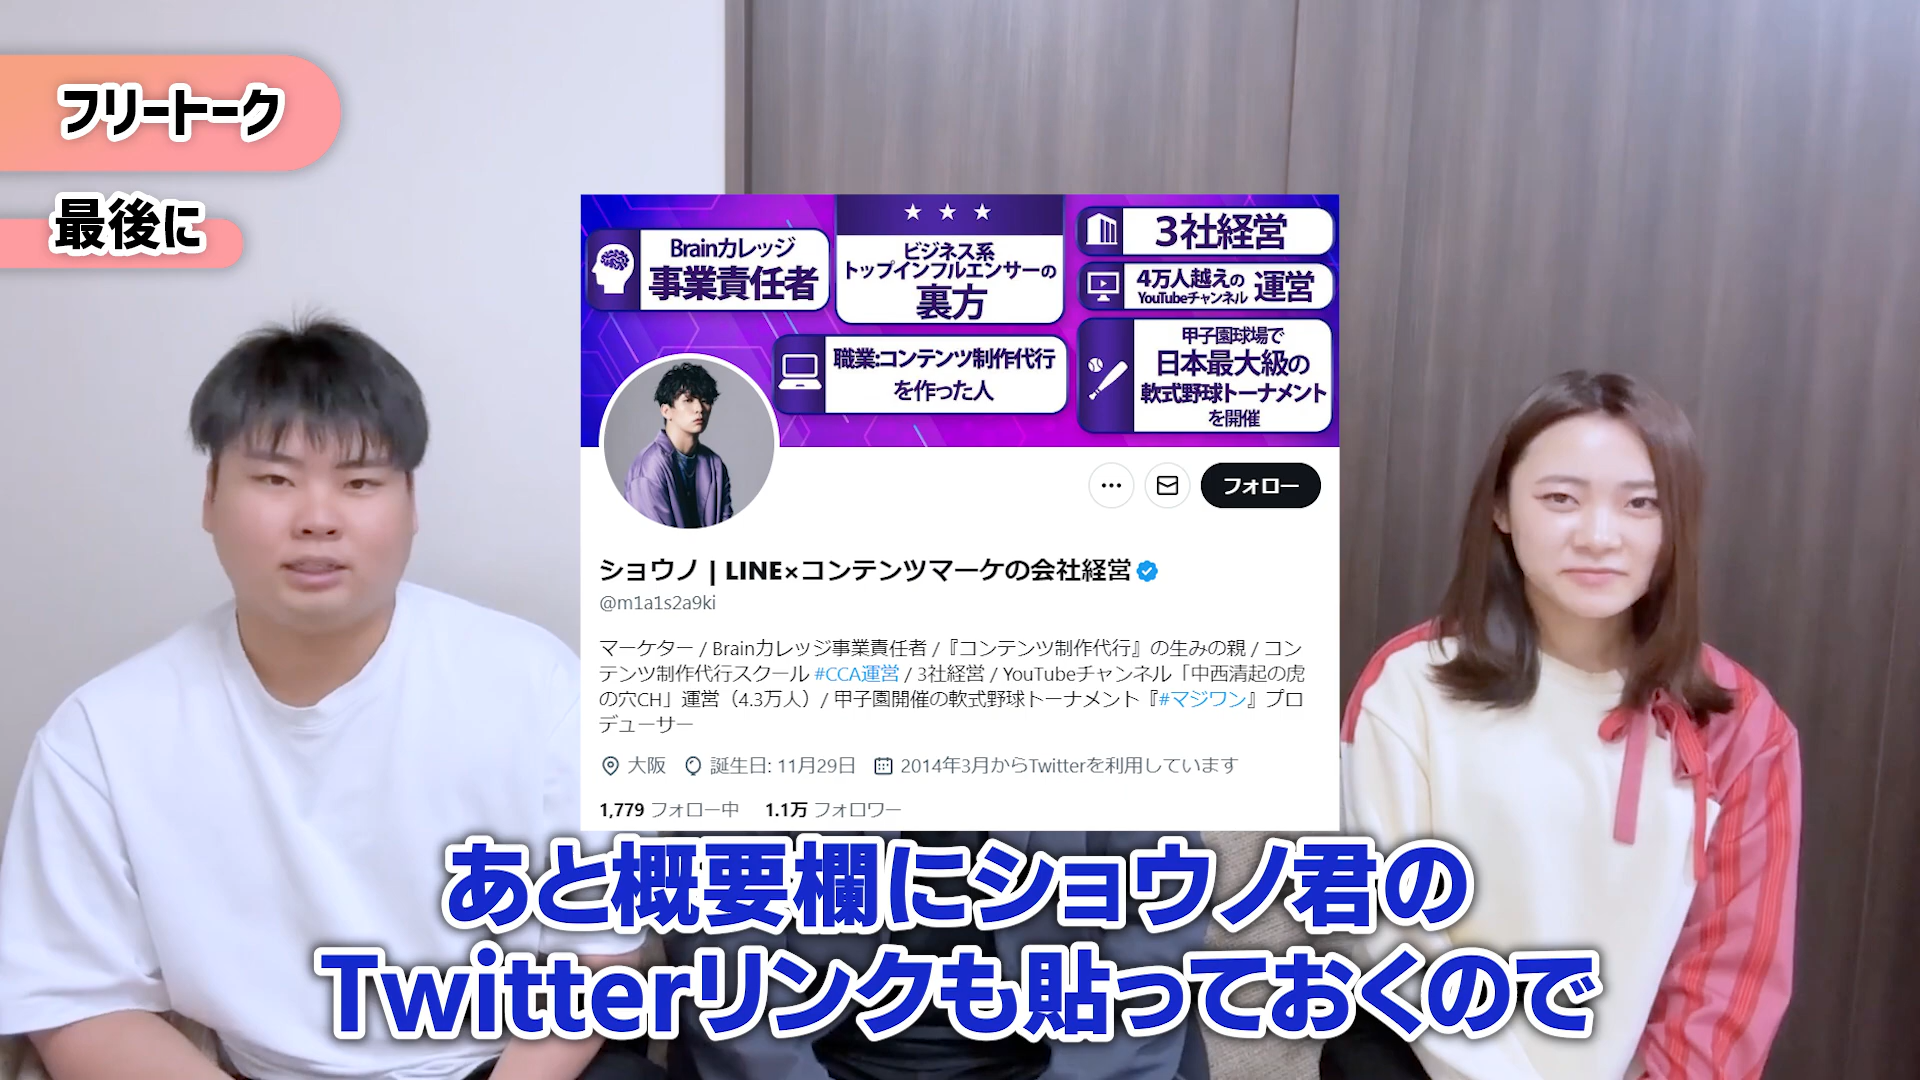 フリートーク
最後に
Brainカレッジ
事業責任者
ビジネス系
トップインフルエンサーの
裏方
3社経営
4万人越えの
YouTubeチャンネル 運営
職業:コンテンツ制作代行
を作った人
甲子園球場で
日本最大級の
軟式野球トーナメント
を開催
フォロー
ショウノ | LINE×コンテンツマーケの会社経営
@m1a1s2a9ki
マーケター / Brainカレッジ事業責任者 /『コンテンツ制作代行』の生みの親 / コン
テンツ制作代行スクール #CCA運営 / 3社経営 / YouTubeチャンネル「中西清起の虎
の穴CH」運営（4.3万人）/ 甲子園開催の軟式野球トーナメント『#マジワン』プロ
デューサー
大阪 誕生日: 11月29日 2014年3月からTwitterを利用しています
1,779 フォロー中 1.1万 フォロワー
あと概要欄にショウノ君の
Twitterリンクも貼っておくので